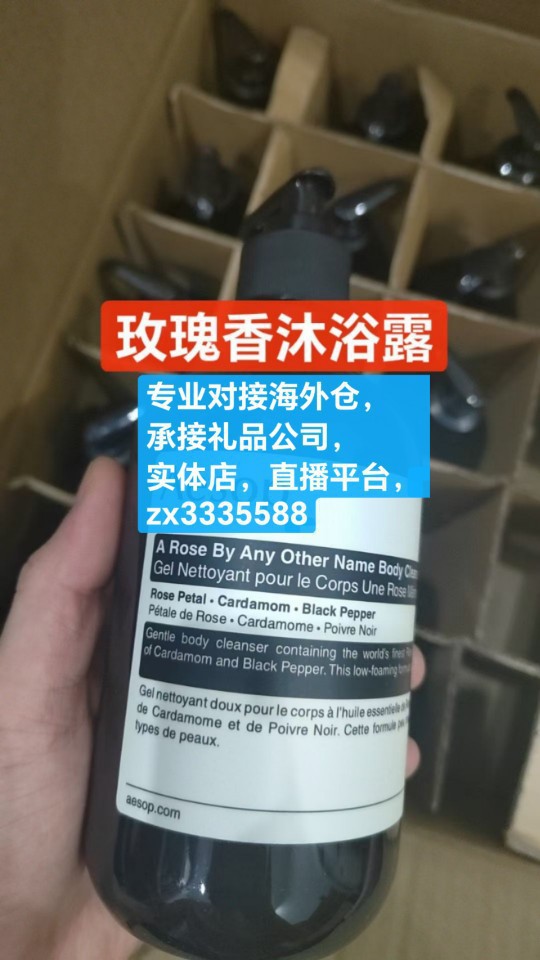 玫瑰香沐浴露
专业对接海外仓，
承接礼品公司，
实体店，直播平台，
zx3335588
Aesop
A Rose By Any Other Name Body
Gel Nettoyant pour le Corps Une Rose
Rose Petal • Cardamom • Black Pepper
Pétale de Rose • Cardamome • Poivre Noir
Gentle body cleanser containing the world's finest
of Cardamom and Black Pepper. This low-foaming
Gel nettoyant doux pour le corps à l'huile essentielle de
de Cardamome et de Poivre Noir. Cette formule
types de peaux.
aesop.com